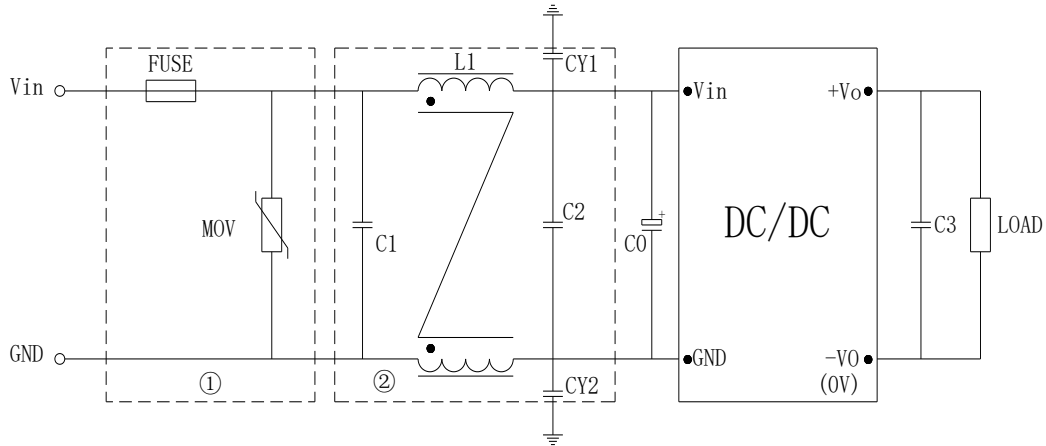 FUSE
L1
CY1
Vin
Vin
+Vo
MOV
C1
C2
C0
+
DC/DC
C3
LOAD
GND
GND
-VO
(0V)
①
②
CY2